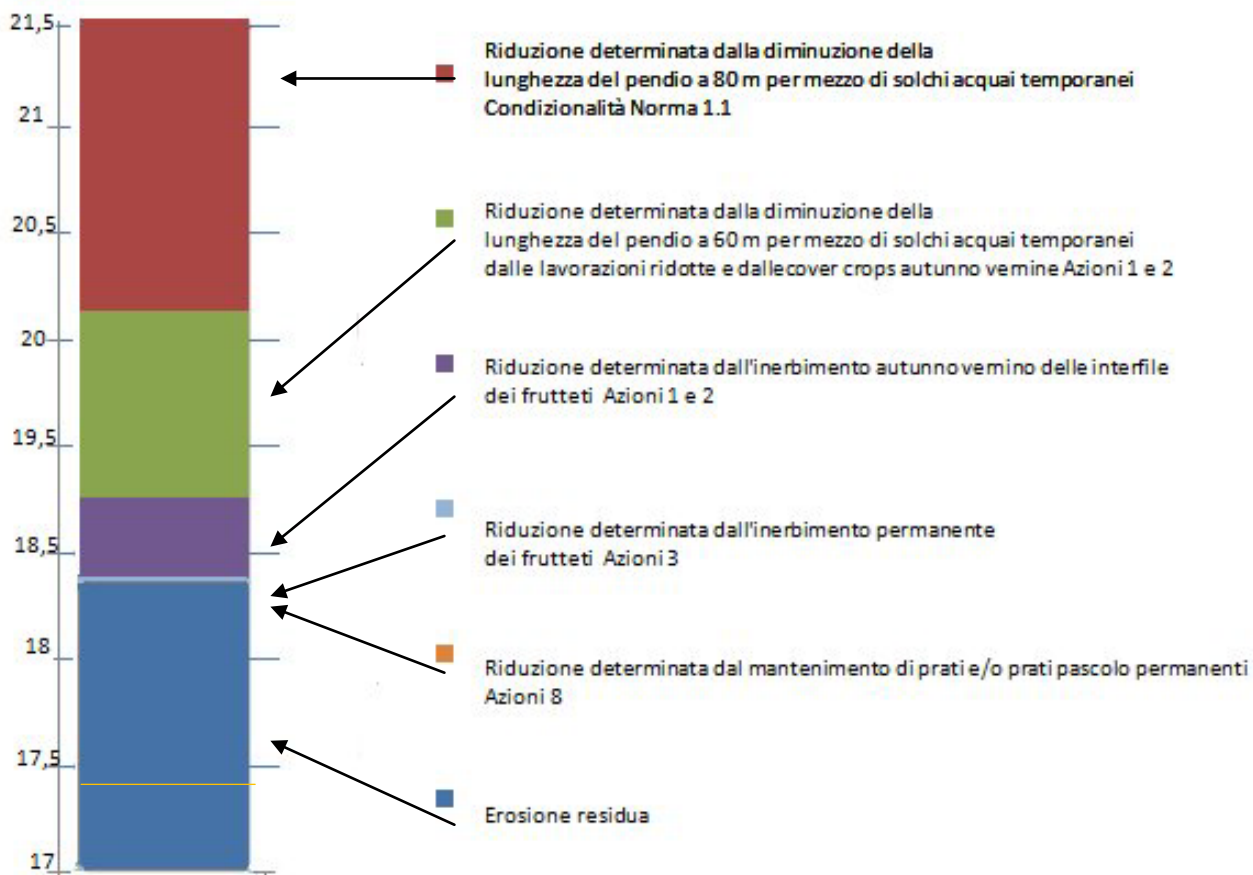 21,5
21
20,5
20
19,5
18,5
18
17,5
17
Riduzione determinata dalla diminuzione della
lunghezza del pendio a 80 m per mezzo di solchi acquai temporanei
Condizionalità Norma 1.1
Riduzione determinata dalla diminuzione della
lunghezza del pendio a 60 m per mezzo di solchi acquai temporanei
dalle lavorazioni ridotte e dallecover crops autunno vernine Azioni 1 e 2
Riduzione determinata dall'inerbimento autunno vernino delle interfile
dei frutteti Azioni 1 e 2
Riduzione determinata dall'inerbimento permanente
dei frutteti Azioni 3
Riduzione determinata dal mantenimento di prati e/o prati pascolo permanenti
Azioni 8
Erosione residua